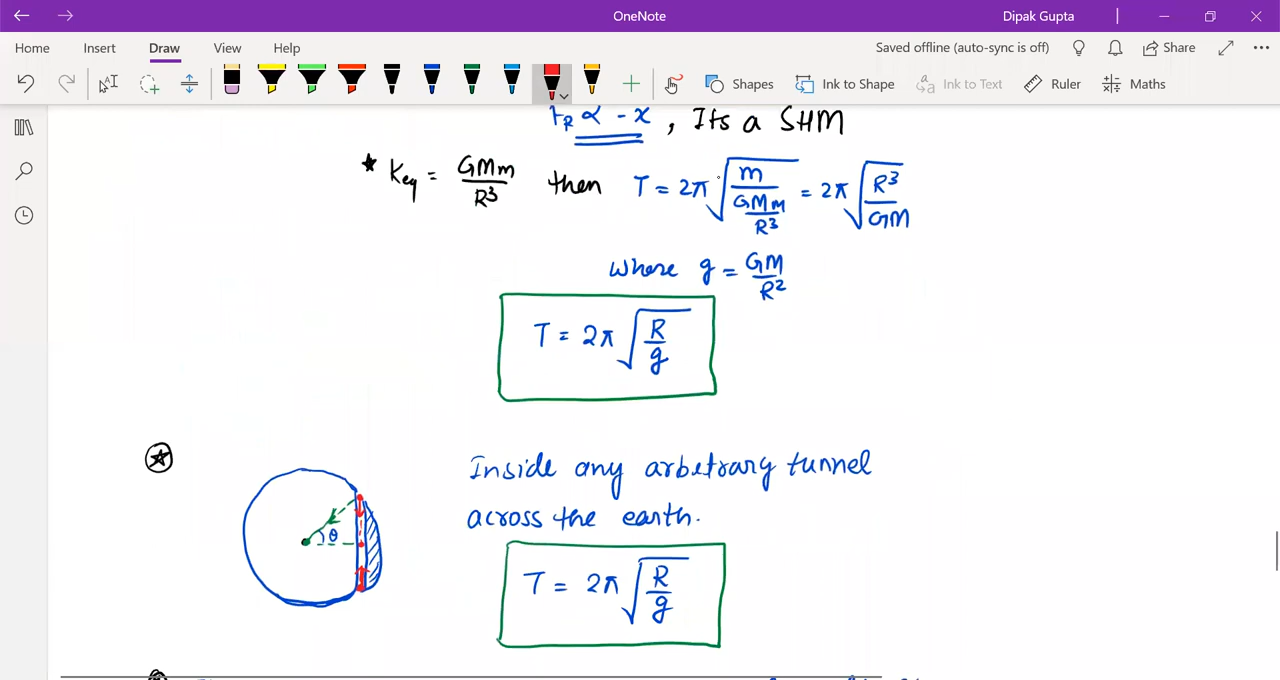 OneNote
Dipak Gupta
Home Insert Draw View Help
Saved offline (auto-sync is off) Share
Shapes Ink to Shape Ink to Text Ruler Maths
F_R ∝ - x , Its a SHM
★ Keq = GMm/R³ then T = 2π √(m/(GMm/R³)) = 2π √(R³/GM)
where g = GM/R²
T = 2π √(R/g)
Inside any arbetrary tunnel
across the earth.
θ
T = 2π √(R/g)